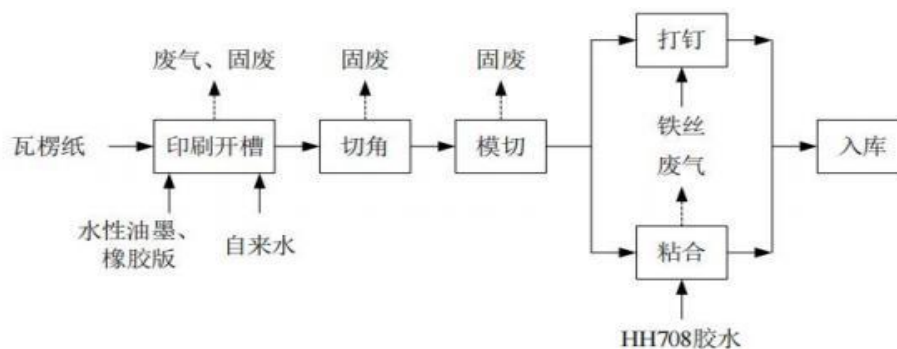 废气、固废
固废
固废
打钉
铁丝
瓦楞纸
印刷开槽
切角
模切
入库
废气
水性油墨、
橡胶版
自来水
粘合
HH708胶水